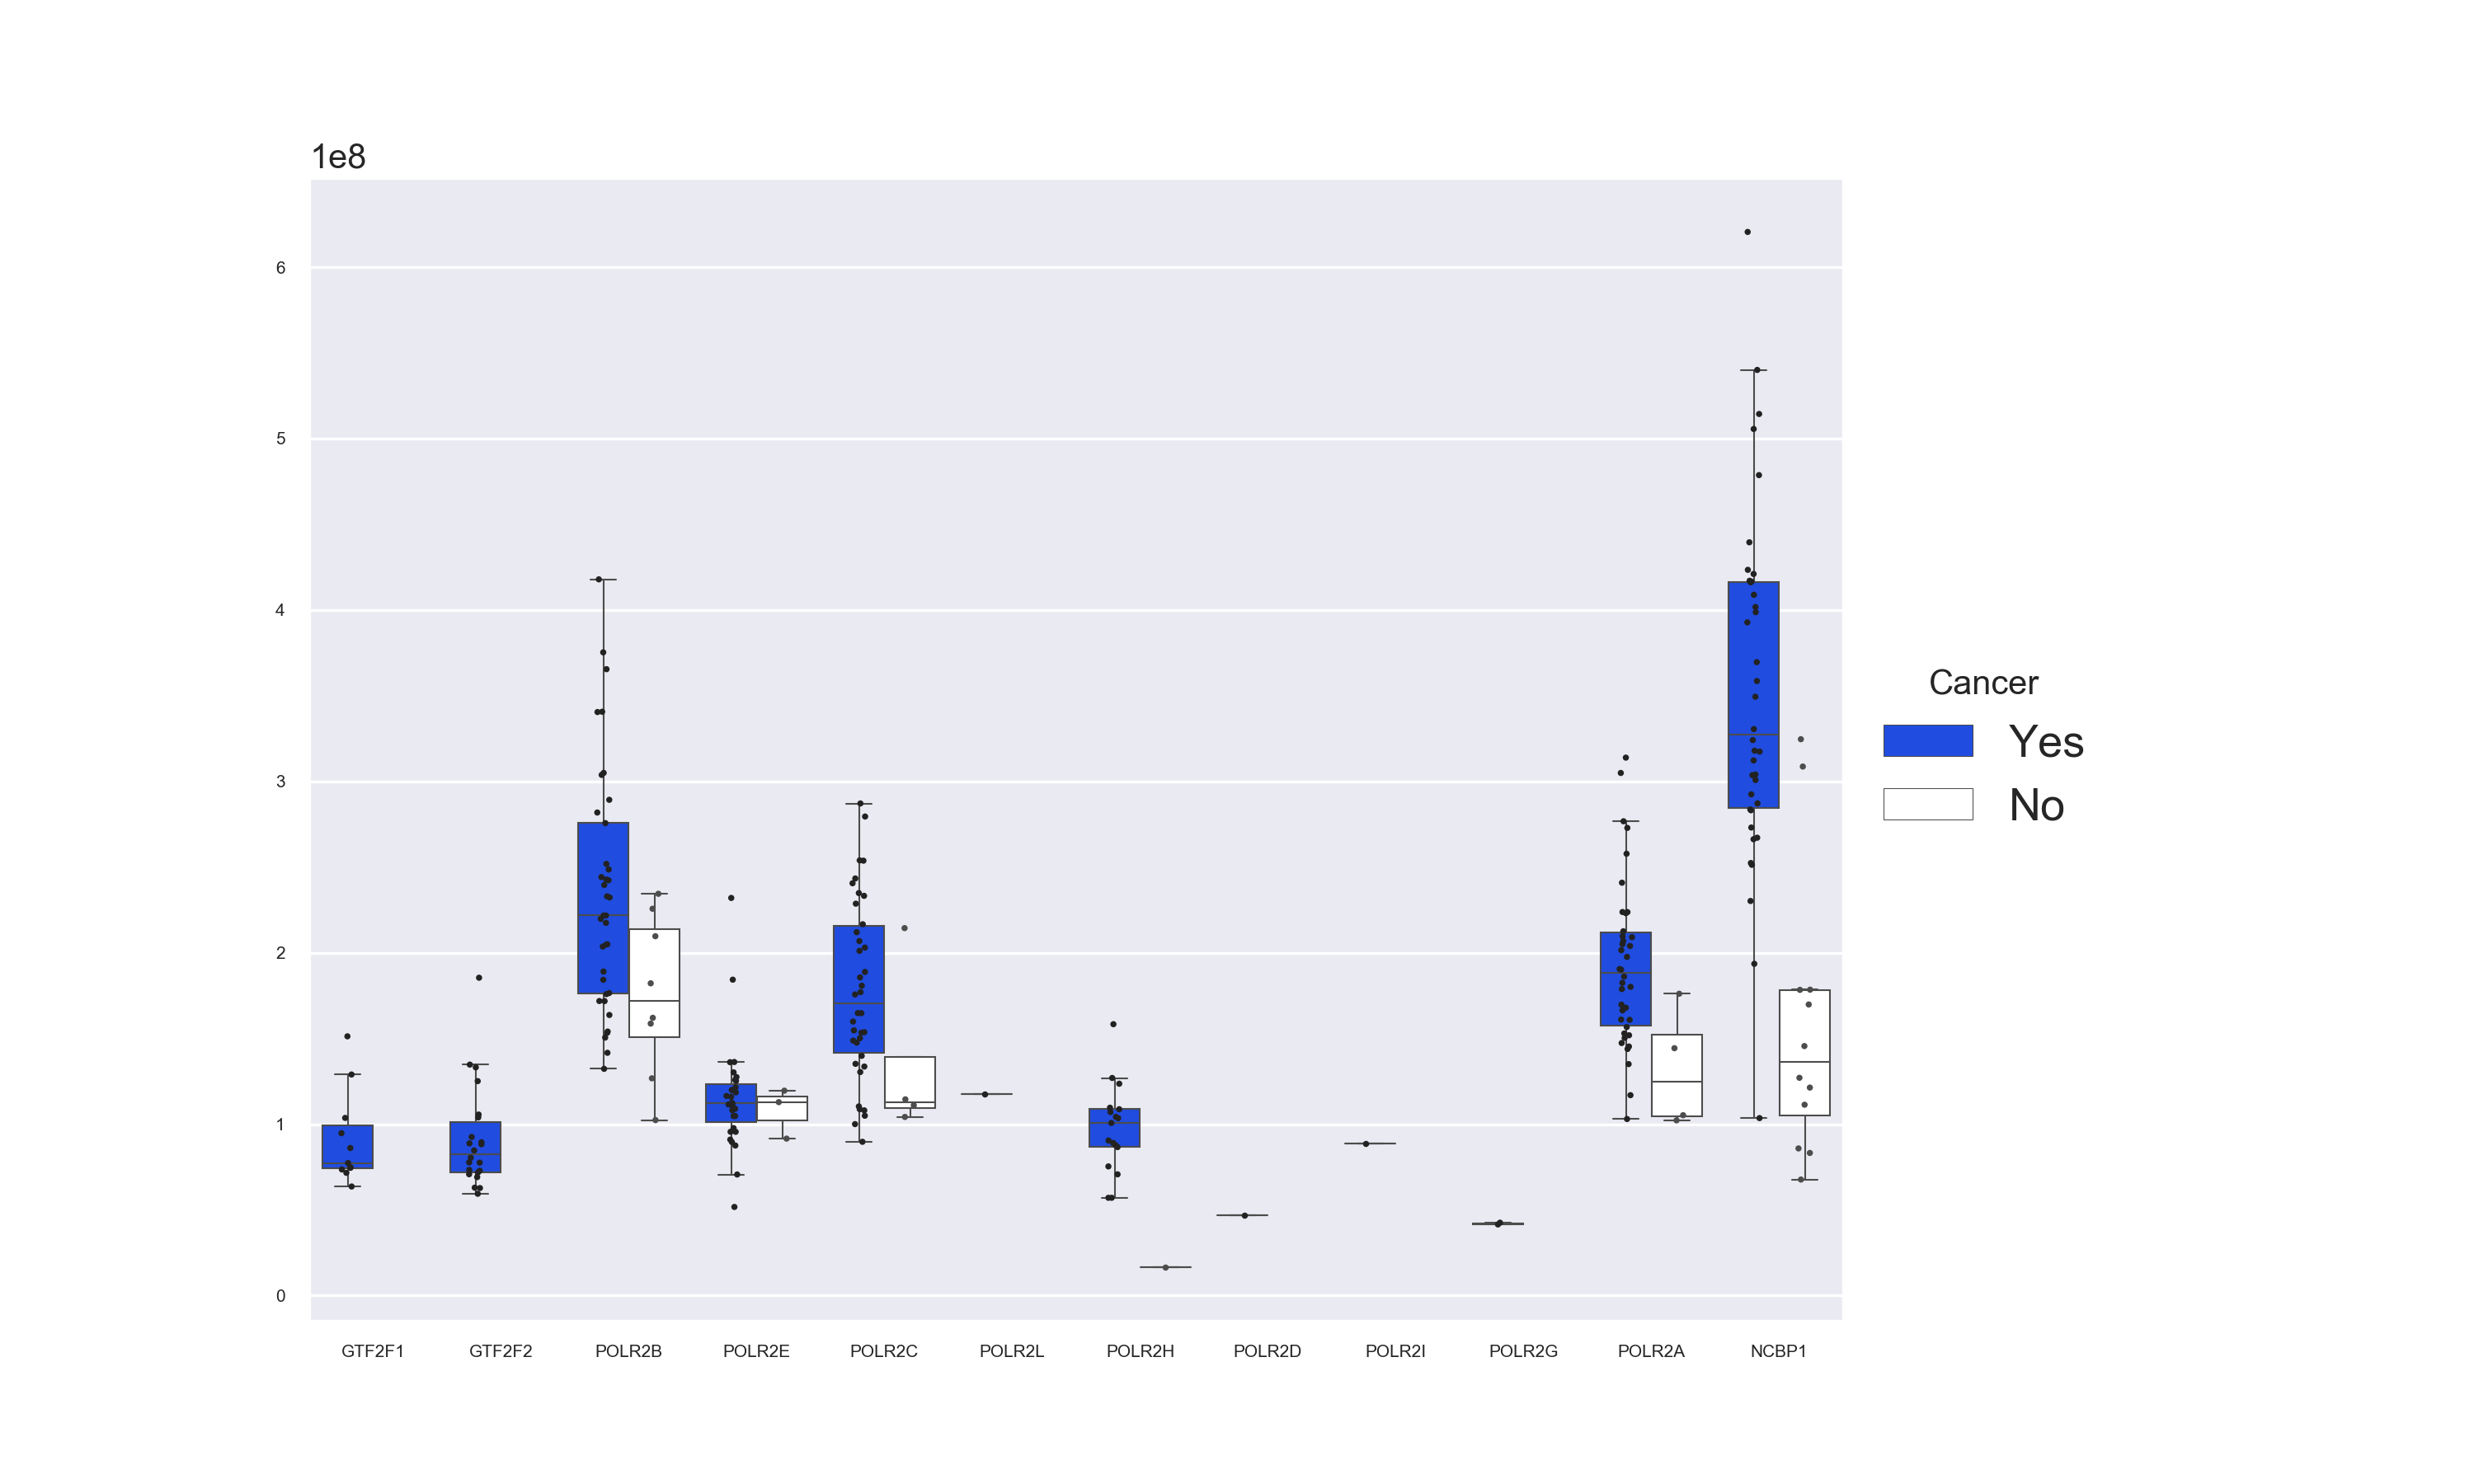 1e8
6
5
4
3
2
1
0
GTF2F1 GTF2F2 POLR2B POLR2E POLR2C POLR2L POLR2H POLR2D POLR2I POLR2G POLR2A NCBP1
Cancer
Yes
No